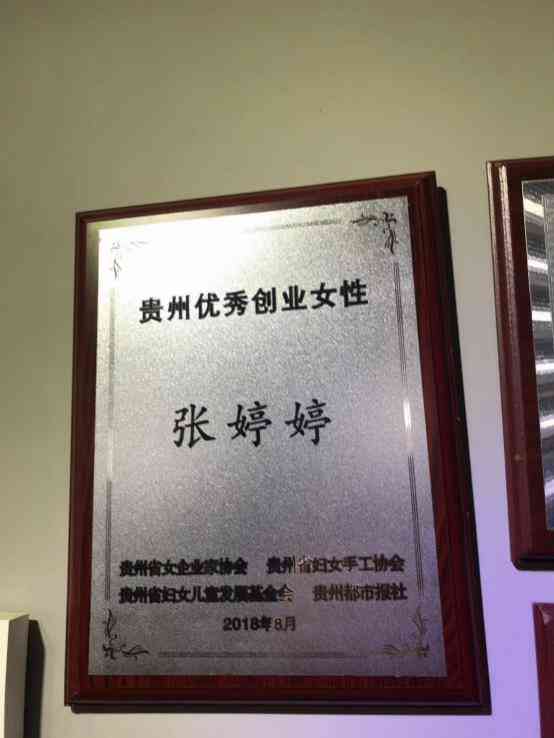 贵州优秀创业女性
张婷婷
贵州省女企业家协会 贵州省妇女手工协会
贵州省妇女儿童发展基金会 贵州都市报社
2018年8月